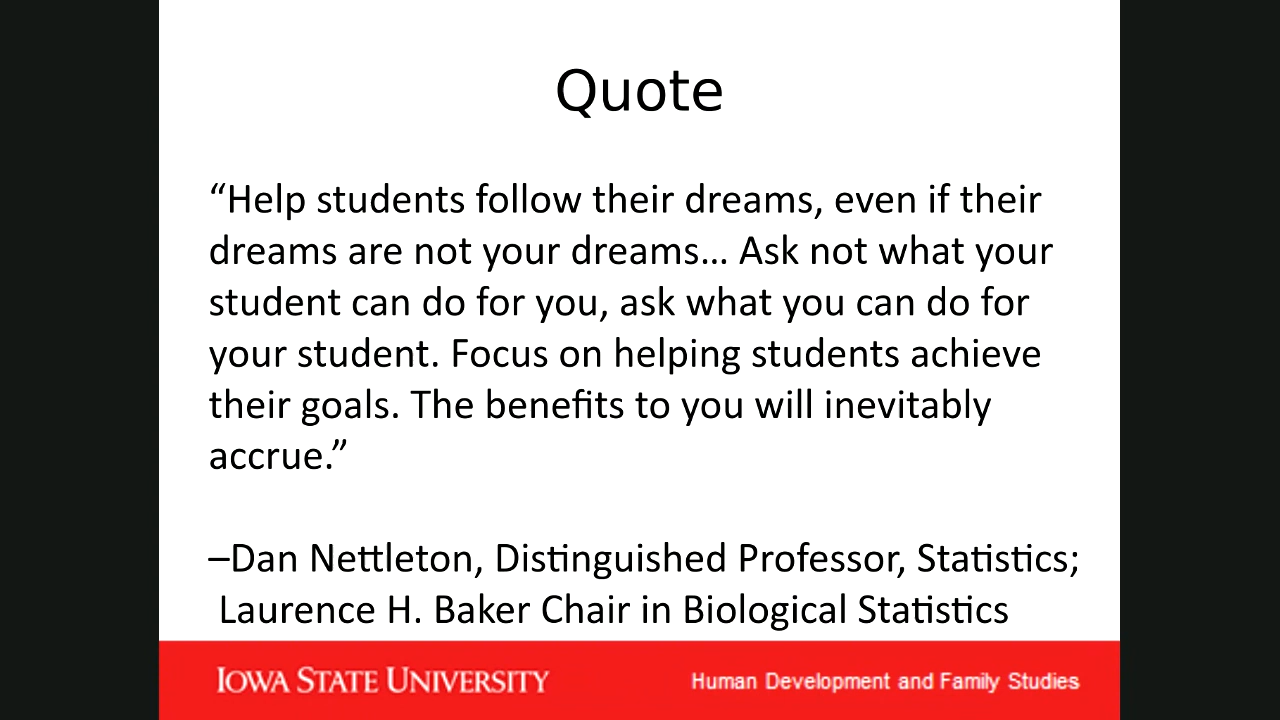 Quote
“Help students follow their dreams, even if their
dreams are not your dreams... Ask not what your
student can do for you, ask what you can do for
your student. Focus on helping students achieve
their goals. The benefits to you will inevitably
accrue.”
–Dan Nettleton, Distinguished Professor, Statistics;
Laurence H. Baker Chair in Biological Statistics
IOWA STATE UNIVERSITY
Human Development and Family Studies